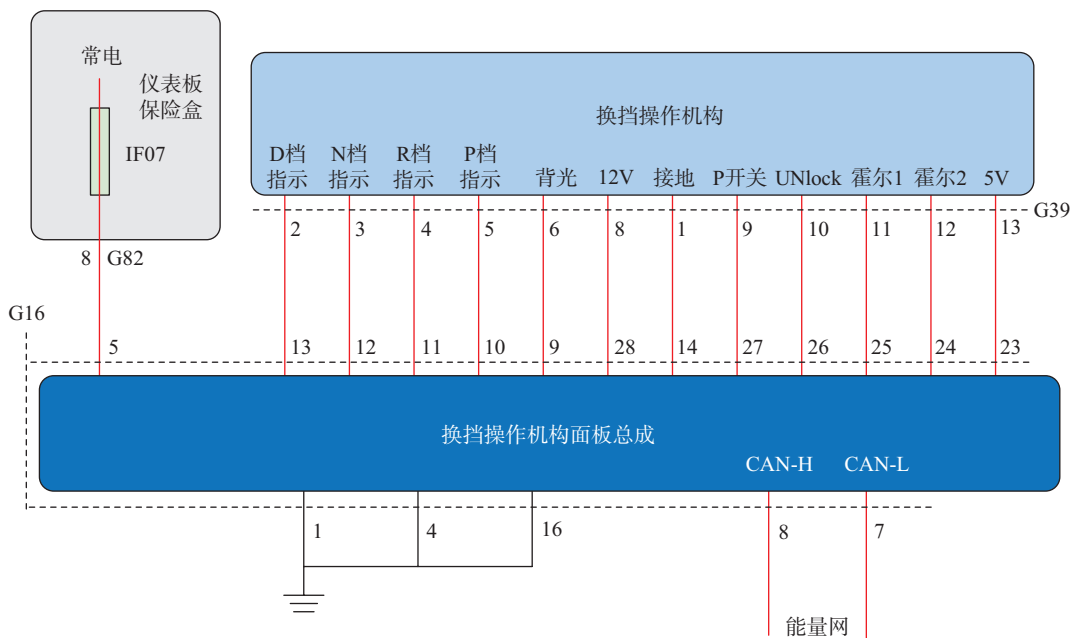 常电
仪表板
保险盒
IF07
8 G82
换挡操作机构
D档 N档 R档 P档
指示 指示 指示 指示 背光 12V 接地 P开关 UNlock 霍尔1 霍尔2 5V
G39
2 3 4 5 6 8 1 9 10 11 12 13
G16
5 13 12 11 10 9 28 14 27 26 25 24 23
换挡操作机构面板总成
CAN-H CAN-L
1 4 16 8 7
能量网